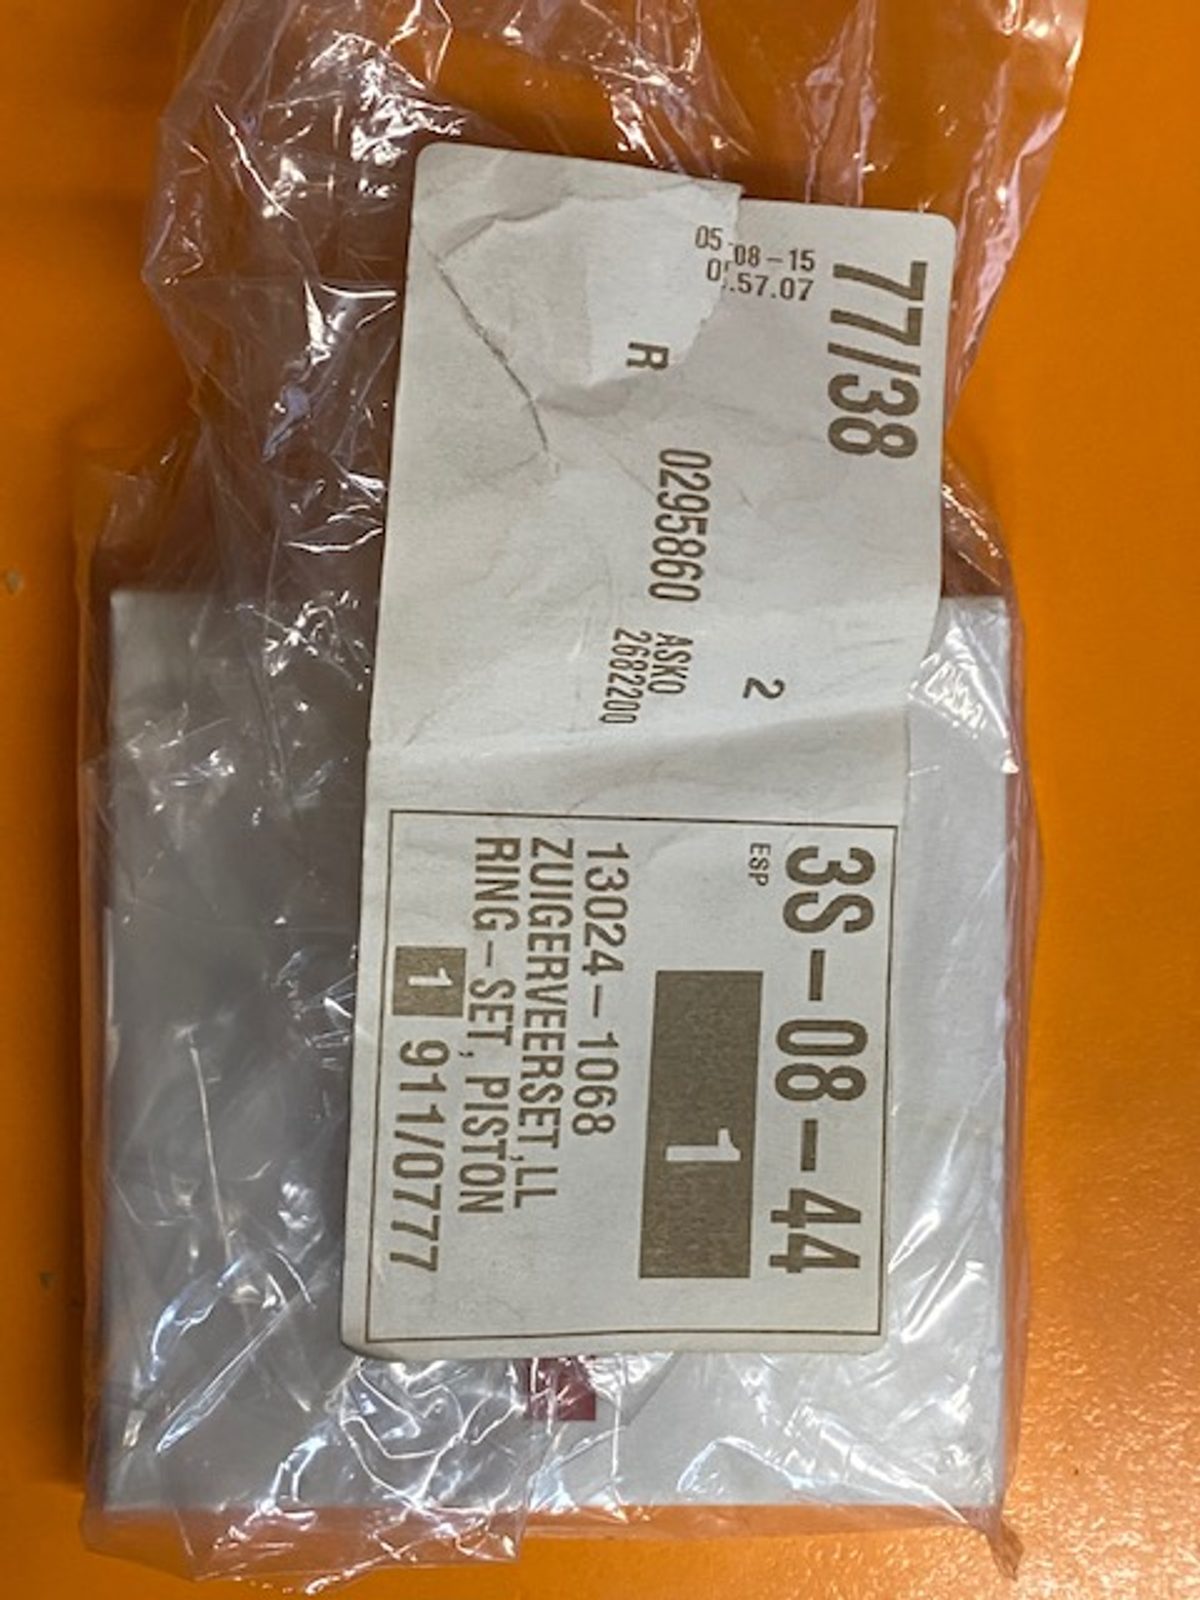 77/38
05-08-15
0 .57.07
R
0295860
2
ASKO
2682200
3S-08-44
ESP
1
13024-1068
ZUIGERVEERSET,LL
RING-SET, PISTON
1 911/0777